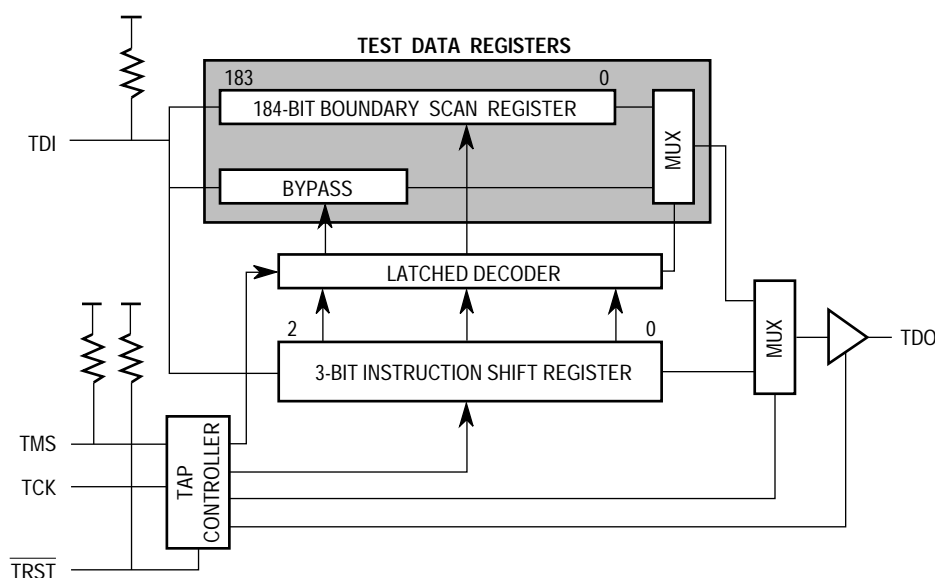 TEST DATA REGISTERS
183
0
184-BIT BOUNDARY SCAN REGISTER
MUX
TDI
BYPASS
LATCHED DECODER
2
0
3-BIT INSTRUCTION SHIFT REGISTER
MUX
TDO
TMS
TCK
TRST
TAP
CONTROLLER